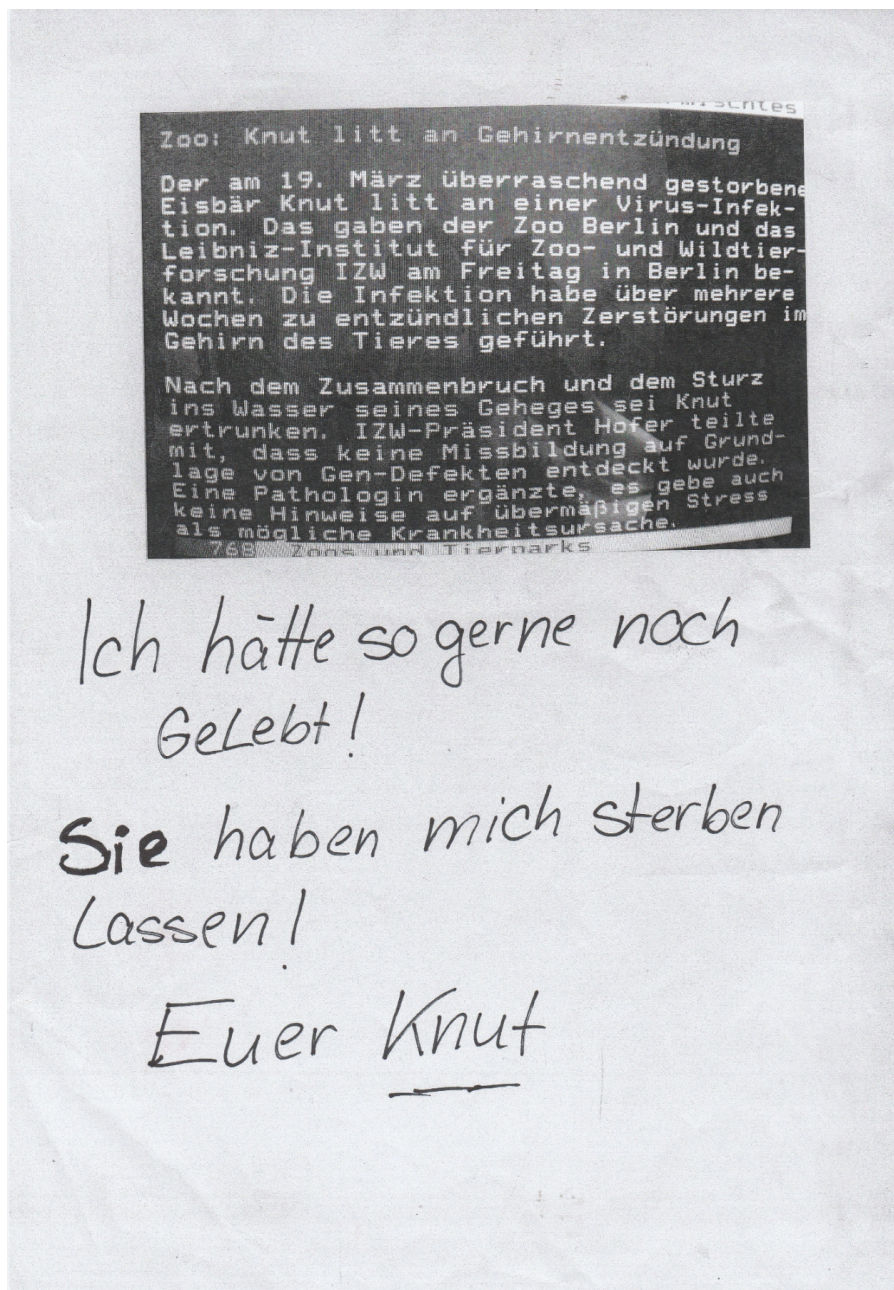 mischtes
Zoo: Knut litt an Gehirnentzündung
Der am 19. März überraschend gestorbene
Eisbär Knut litt an einer Virus-Infek-
tion. Das gaben der Zoo Berlin und das
Leibniz-Institut für Zoo- und Wildtier-
forschung IZW am Freitag in Berlin be-
kannt. Die Infektion habe über mehrere
Wochen zu entzündlichen Zerstörungen im
Gehirn des Tieres geführt.
Nach dem Zusammenbruch und dem Sturz
ins Wasser seines Geheges sei Knut
ertrunken. IZW-Präsident Hofer teilte
mit, dass keine Missbildung auf Grund-
lage von Gen-Defekten entdeckt wurde.
Eine Pathologin ergänzte, es gebe auch
keine Hinweise auf übermäßigen Stress
als mögliche Krankheitsursache.
768 Zoos und Tierparks
Ich hätte so gerne noch
Gelebt!
Sie haben mich sterben
Lassen!
Euer Knut